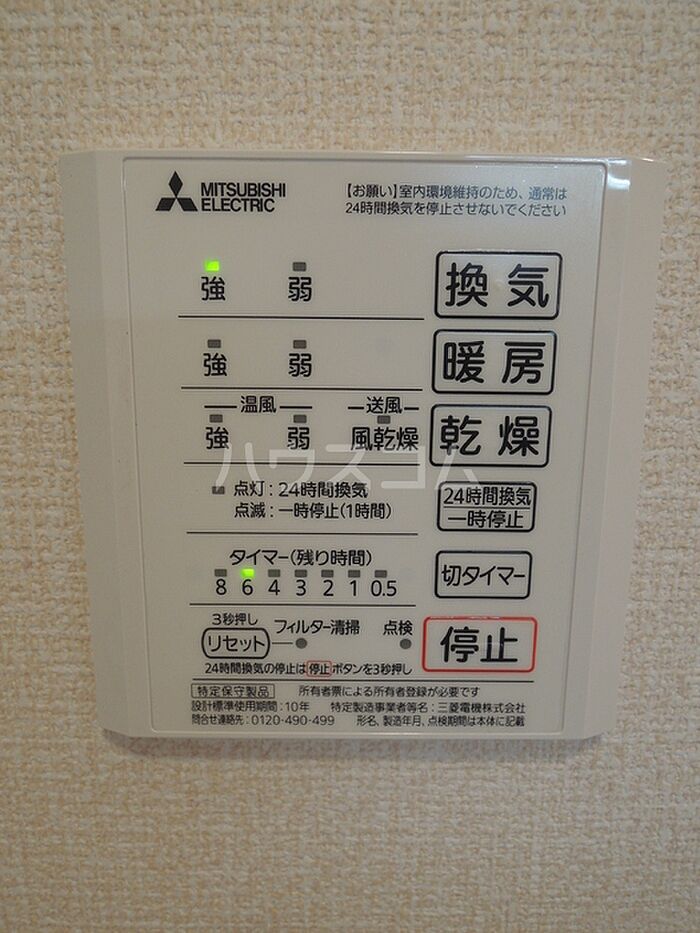 MITSUBISHI
ELECTRIC
【お願い】室内環境維持のため、通常は
24時間換気を停止させないでください
強 弱 換気
強 弱 暖房
温風 送風
強 弱 風乾燥 乾燥
ハウスコム
点灯:24時間換気
点滅:一時停止(1時間)
24時間換気
一時停止
タイマー(残り時間)
8 6 4 3 2 1 0.5
切タイマー
3秒押し
リセット フィルター清掃 点検
停止
24時間換気の停止は停止ボタンを3秒押し
特定保守製品 所有者票による所有者登録が必要です
設計標準使用期間:10年 特定製造事業者等名:三菱電機株式会社
問合せ連絡先:0120-490-499 形名、製造年月、点検期間は本体に記載